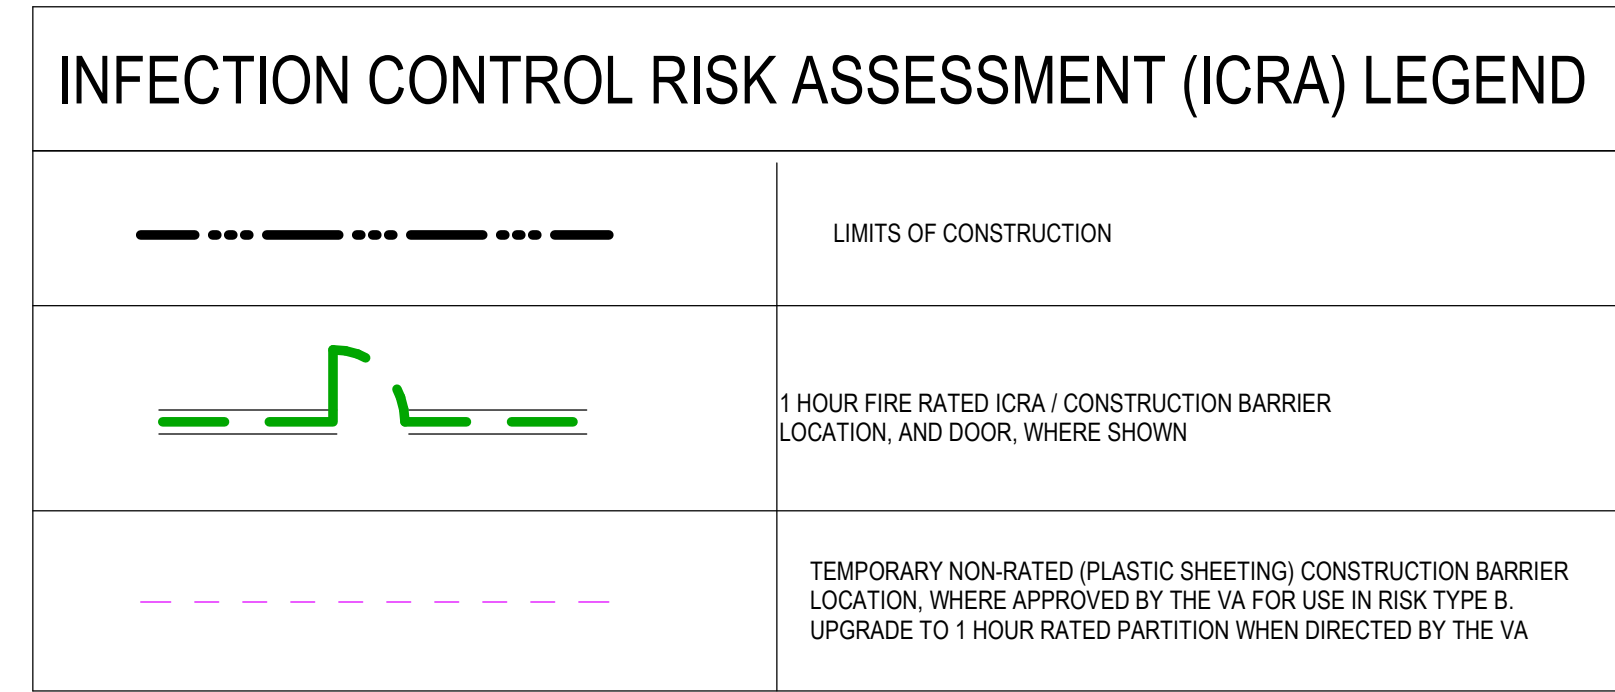 INFECTION CONTROL RISK ASSESSMENT (ICRA) LEGEND
LIMITS OF CONSTRUCTION
1 HOUR FIRE RATED ICRA / CONSTRUCTION BARRIER
LOCATION, AND DOOR, WHERE SHOWN
TEMPORARY NON-RATED (PLASTIC SHEETING) CONSTRUCTION BARRIER
LOCATION, WHERE APPROVED BY THE VA FOR USE IN RISK TYPE B.
UPGRADE TO 1 HOUR RATED PARTITION WHEN DIRECTED BY THE VA